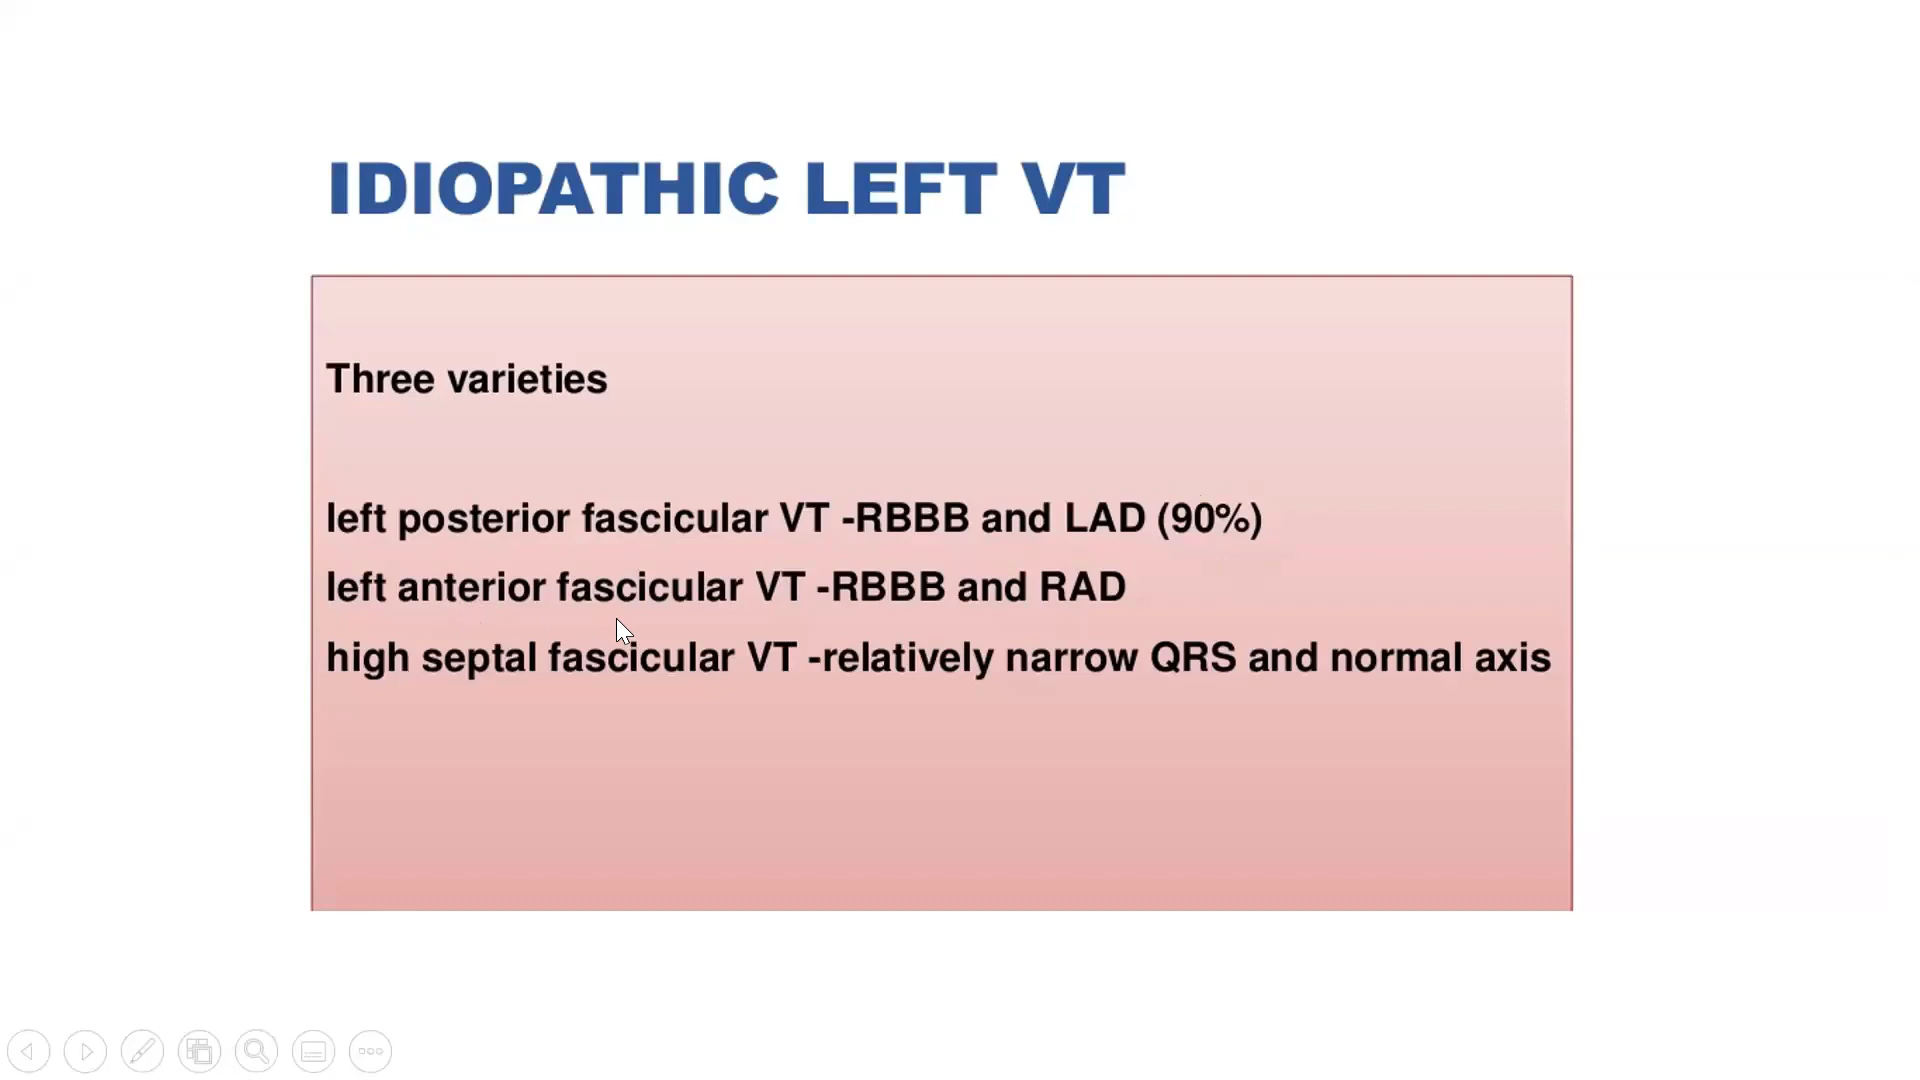 IDIOPATHIC LEFT VT
Three varieties
left posterior fascicular VT -RBBB and LAD (90%)
left anterior fascicular VT -RBBB and RAD
high septal fascicular VT -relatively narrow QRS and normal axis